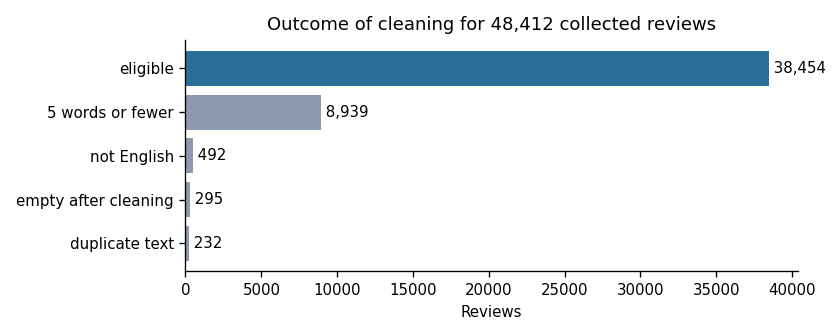 Outcome of cleaning for 48,412 collected reviews
eligible 38,454
5 words or fewer 8,939
not English 492
empty after cleaning 295
duplicate text 232
0 5000 10000 15000 20000 25000 30000 35000 40000
Reviews